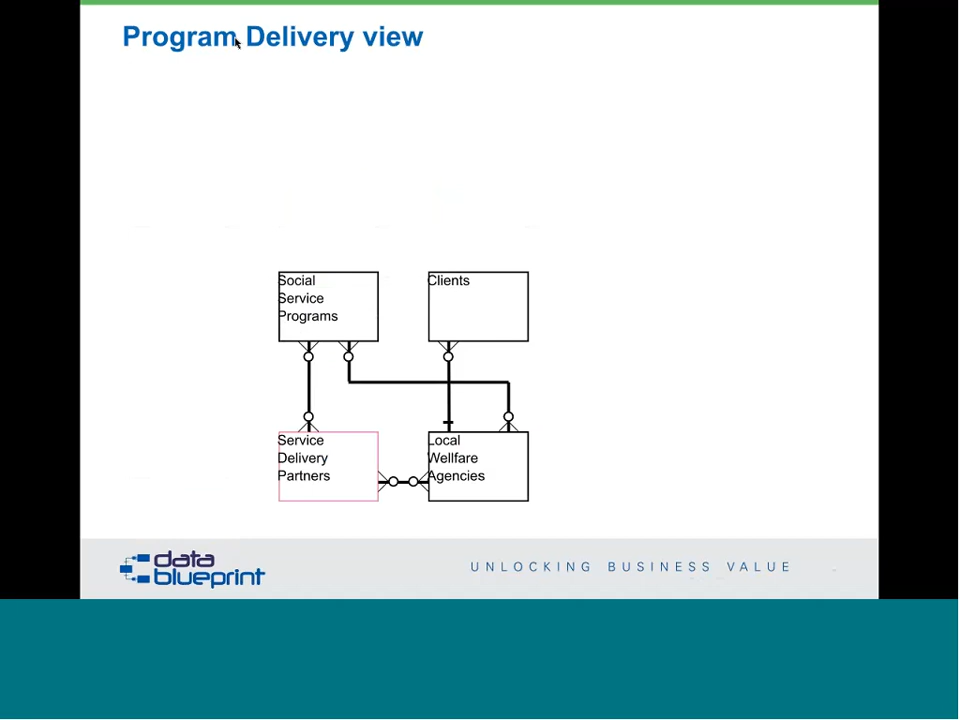 Program Delivery view
Social
Service
Programs
Clients
Service
Delivery
Partners
Local
Wellfare
Agencies
data
blueprint
UNLOCKING BUSINESS VALUE